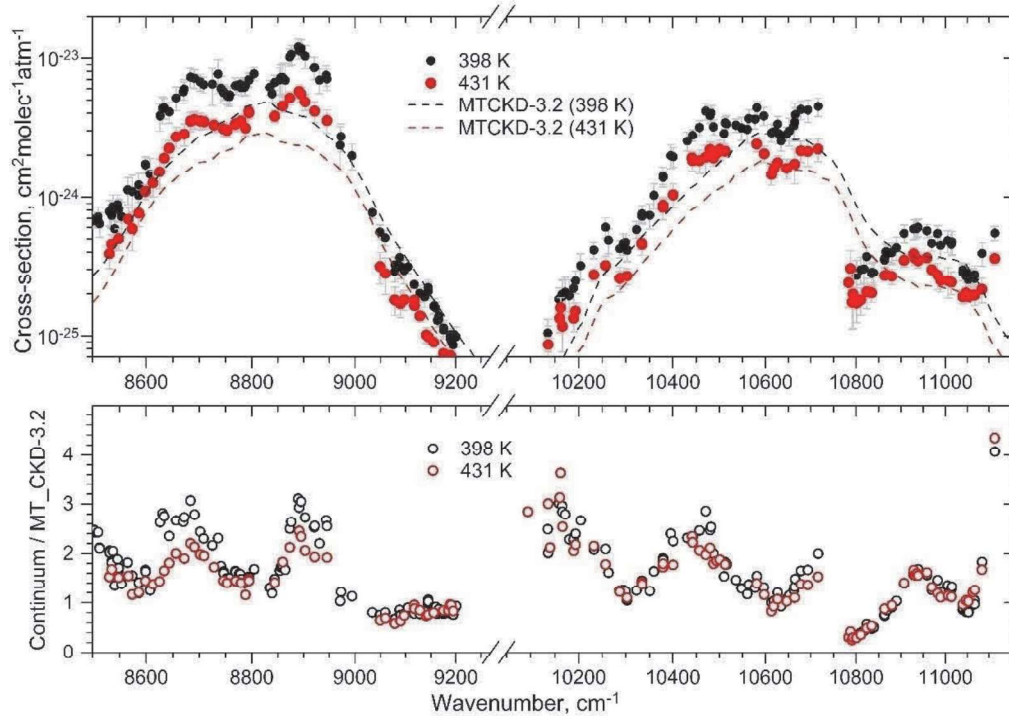 10⁻²³
10⁻²⁴
10⁻²⁵
Cross-section, cm²molec⁻¹atm⁻¹
398 K
431 K
MTCKD-3.2 (398 K)
MTCKD-3.2 (431 K)
8600 8800 9000 9200 10200 10400 10600 10800 11000
4
3
2
1
0
Continuum / MT_CKD-3.2
398 K
431 K
8600 8800 9000 9200 10200 10400 10600 10800 11000
Wavenumber, cm⁻¹